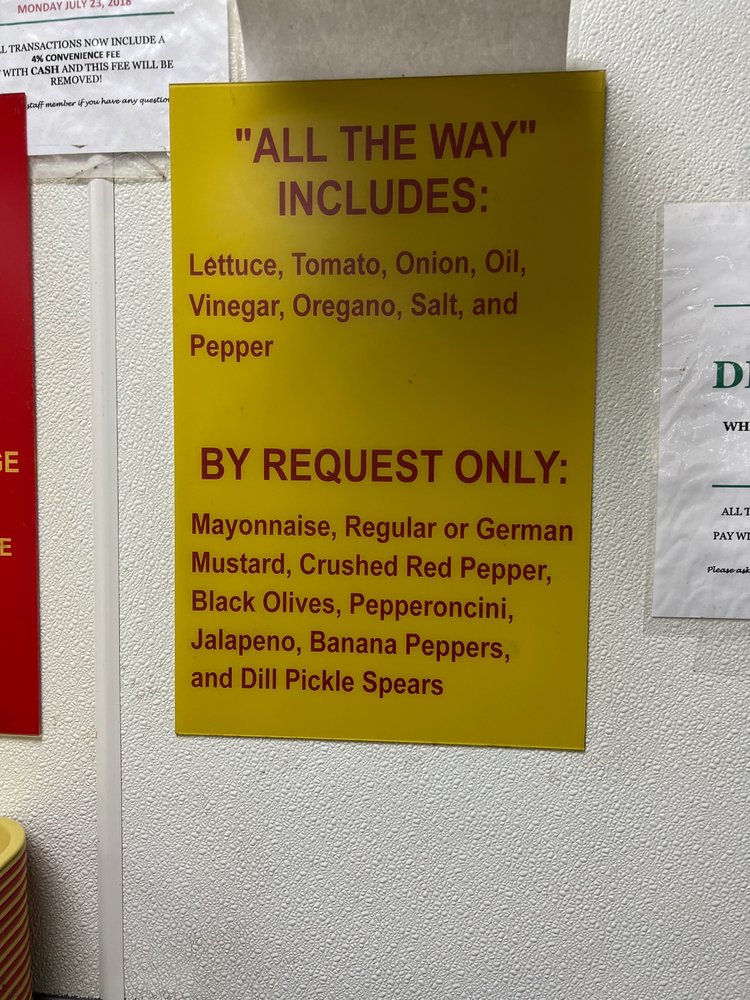 MONDAY JULY 23, 2018
TRANSACTIONS NOW INCLUDE A
4% CONVENIENCE FEE
WITH CASH AND THIS FEE WILL BE
REMOVED!
staff member if you have any
"ALL THE WAY"
INCLUDES:
Lettuce, Tomato, Onion, Oil,
Vinegar, Oregano, Salt, and
Pepper
BY REQUEST ONLY:
Mayonnaise, Regular or German
Mustard, Crushed Red Pepper,
Black Olives, Pepperoncini,
Jalapeno, Banana Peppers,
and Dill Pickle Spears
PAY
Please ask